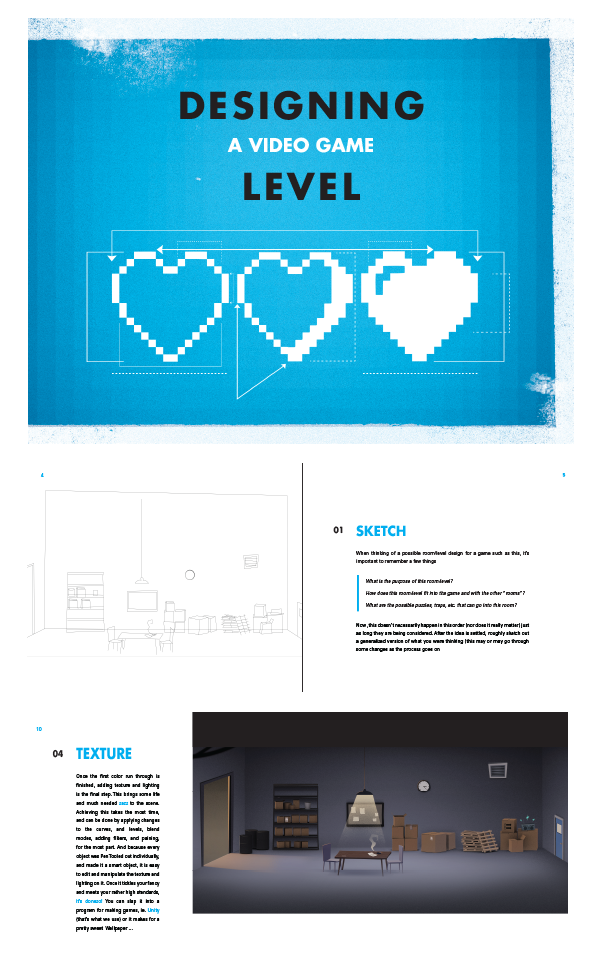 DESIGNING
A VIDEO GAME
LEVEL
4
01 SKETCH
When thinking of a possible room/level design for a game such as this, it's
important to remember a few things
What is the purpose of this room-level?
How does this room-level fit into the game and with the other "rooms"?
What are the possible puzzles, traps, etc. that can go into this room?
Now, this doesn't necessarily happen in this order (nor does it really matter) just
as long they are being considered. After the idea is settled, roughly sketch out
a generalized version of what you were thinking (this may or may go through
some changes as the process goes on
10
04 TEXTURE
Once the first color run through is
finished, adding texture and lighting
is the final step. This brings some life
and much needed to the scene.
Achieving this takes the most time,
and can be done by applying changes
to the curves, and levels, blend
modes, adding filters, and paining,
for the most part. And because every
object was Pen Tooled out individually,
and made it a smart object, it is easy
to edit and manipulate the texture and
lighting on it. Once it tickles your fancy
and meets your rather high standards,
it's donezo! You can slap it into a
program for making games, ie. Unity
(that's what we use) or it makes for a
pretty sweet Wallpaper ...